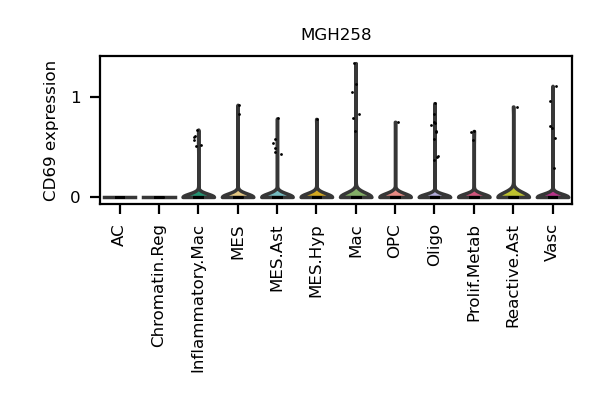 MGH258
CD69 expression
1
0
AC
Chromatin.Reg
Inflammatory.Mac
MES
MES.Ast
MES.Hyp
Mac
OPC
Oligo
Prolif.Metab
Reactive.Ast
Vasc